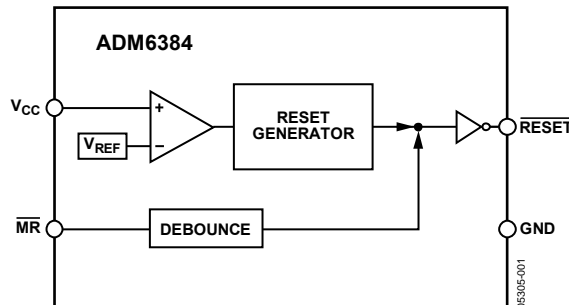 ADM6384
VCC
+
VREF
−
RESET
GENERATOR
RESET
MR
DEBOUNCE
GND
05305-001